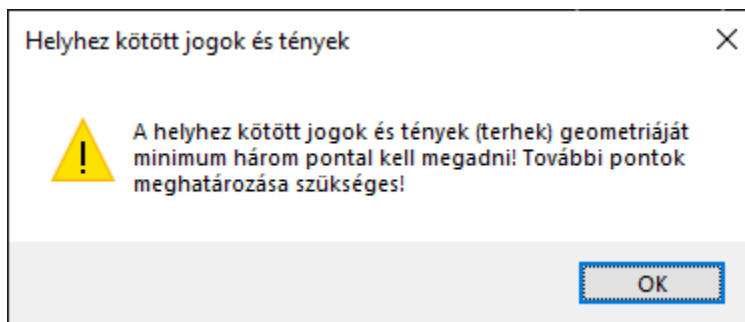 Helyhez kötött jogok és tények
A helyhez kötött jogok és tények (terhek) geometriáját
minimum három pontal kell megadni! További pontok
meghatározása szükséges!
OK